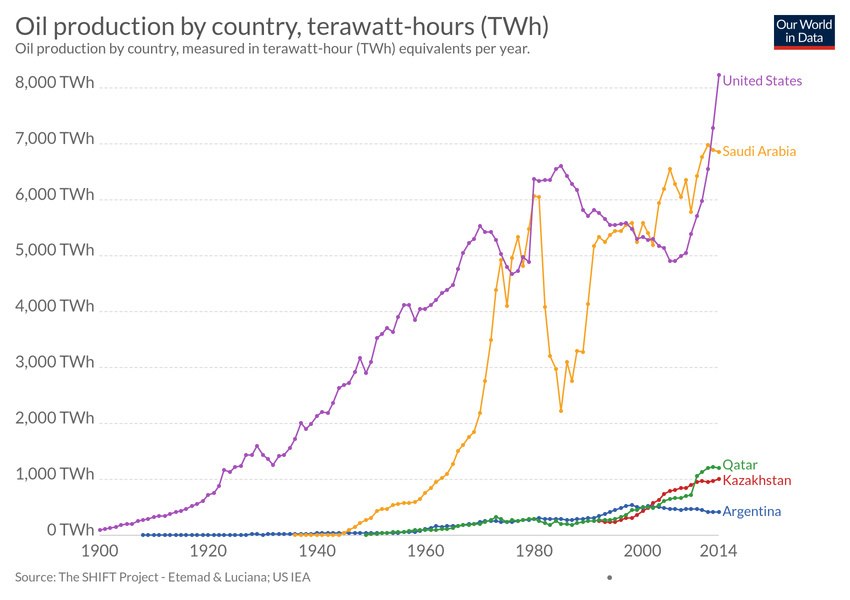 Oil production by country, terawatt-hours (TWh)
Oil production by country, measured in terawatt-hour (TWh) equivalents per year.
Our World
in Data
8,000 TWh
7,000 TWh
6,000 TWh
5,000 TWh
4,000 TWh
3,000 TWh
2,000 TWh
1,000 TWh
0 TWh
United States
Saudi Arabia
Qatar
Kazakhstan
Argentina
1900 1920 1940 1960 1980 2000 2014
Source: The SHIFT Project - Etemad & Luciana; US IEA